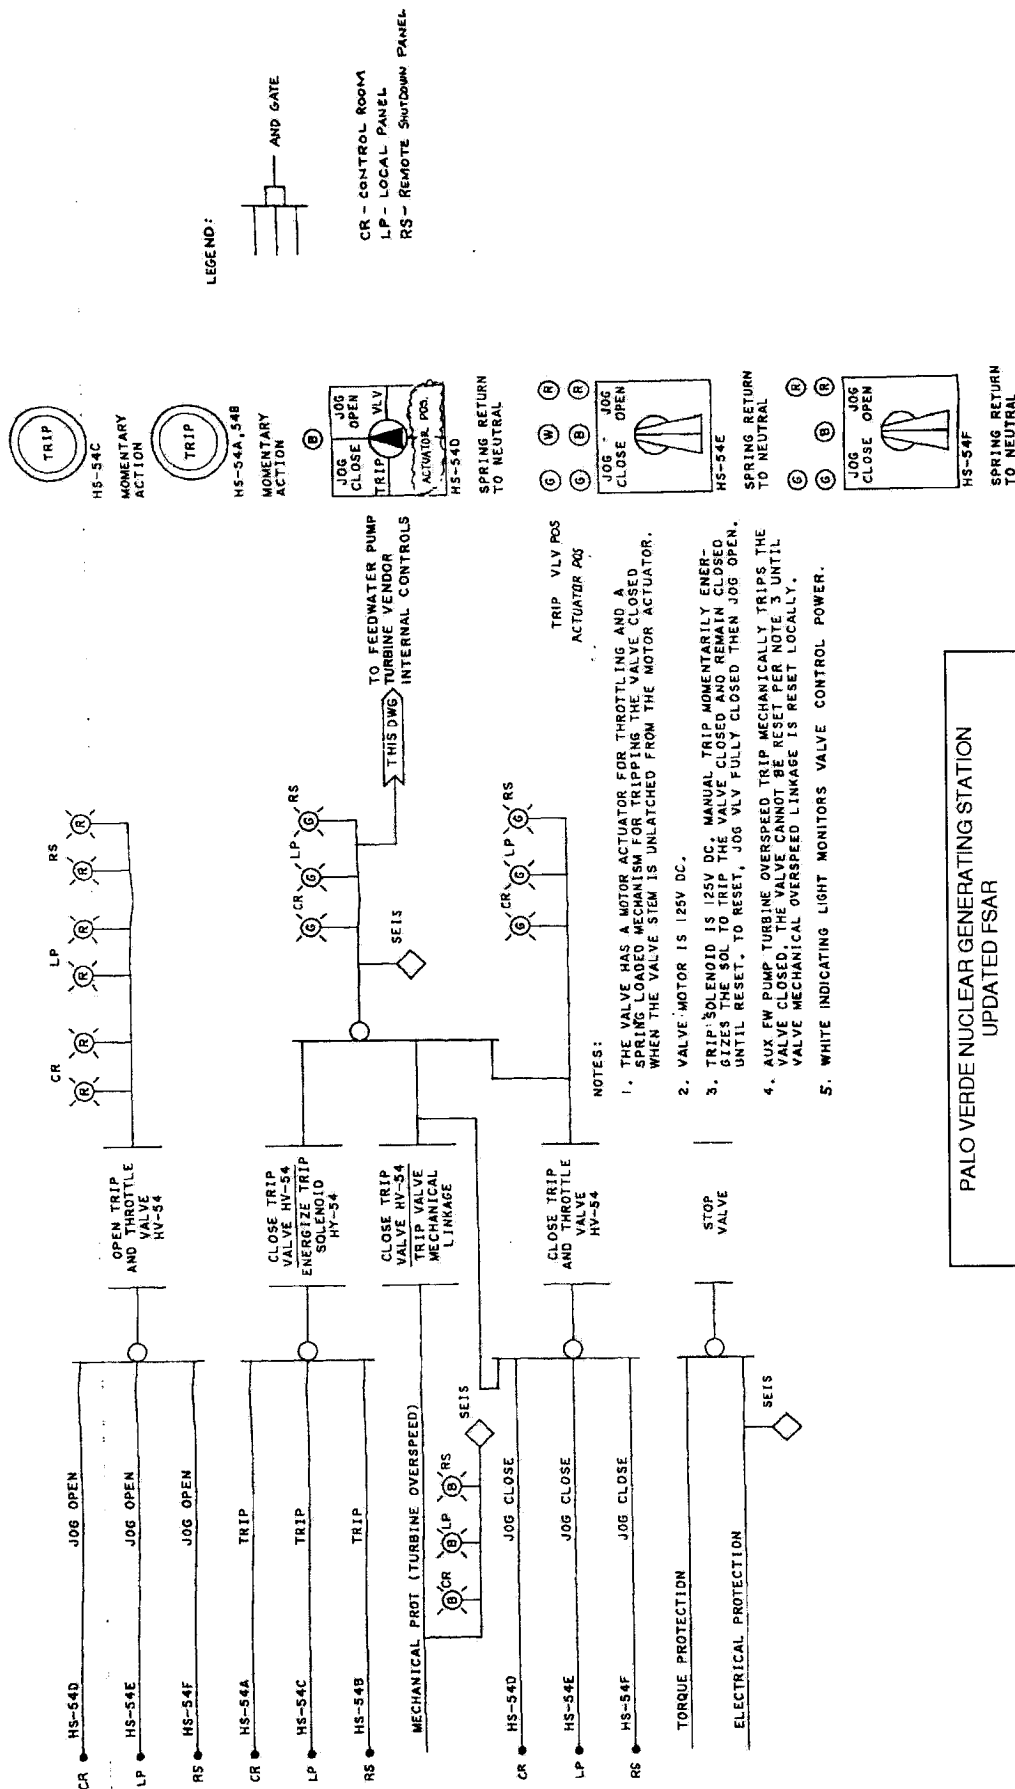 CR
HS-54D
JOG OPEN
LP
HS-54E
JOG OPEN
RS
HS-54F
JOG OPEN
OPEN TRIP
AND THROTTLE
VALVE
HV-54
CR
R
R
LP
R
R
RS
R
R
CR
HS-54A
TRIP
LP
HS-54C
TRIP
RS
HS-54B
TRIP
CLOSE TRIP
VALVE HV-54
ENERGIZE TRIP
SOLENOID
HY-54
MECHANICAL PROT (TURBINE OVERSPEED)
B CR
B LP
B RS
SEIS
CLOSE TRIP
VALVE HV-54
TRIP VALVE
MECHANICAL
LINKAGE
SEIS
G CR
G LP
G RS
THIS DWG
TO FEEDWATER PUMP
TURBINE VENDOR
INTERNAL CONTROLS
CR
HS-54D
JOG CLOSE
LP
HS-54E
JOG CLOSE
RS
HS-54F
JOG CLOSE
CLOSE TRIP
AND THROTTLE
VALVE
HV-54
G CR
G LP
G RS
TORQUE PROTECTION
ELECTRICAL PROTECTION
SEIS
STOP
VALVE
NOTES:
1. THE VALVE HAS A MOTOR ACTUATOR FOR THROTTLING AND A
SPRING LOADED MECHANISM FOR TRIPPING THE VALVE CLOSED
WHEN THE VALVE STEM IS UNLATCHED FROM THE MOTOR ACTUATOR.
2. VALVE MOTOR IS 125V DC.
3. TRIP SOLENOID IS 125V DC. MANUAL TRIP MOMENTARILY ENER-
GIZES THE SOL TO TRIP THE VALVE CLOSED AND REMAIN CLOSED
UNTIL RESET. TO RESET, JOG VLV FULLY CLOSED THEN JOG OPEN.
4. AUX FW PUMP TURBINE OVERSPEED TRIP MECHANICALLY TRIPS THE
VALVE CLOSED. THE VALVE CANNOT BE RESET PER NOTE 3 UNTIL
VALVE MECHANICAL OVERSPEED LINKAGE IS RESET LOCALLY.
5. WHITE INDICATING LIGHT MONITORS VALVE CONTROL POWER.
TRIP
HS-54C
MOMENTARY
ACTION
TRIP
HS-54A,54B
MOMENTARY
ACTION
B
JOG CLOSE
JOG OPEN
TRIP VLV
ACTUATOR POS.
HS-54D
SPRING RETURN
TO NEUTRAL
TRIP VLV POS
ACTUATOR POS
G W R
G B R
JOG CLOSE
JOG OPEN
HS-54E
SPRING RETURN
TO NEUTRAL
G R
G B R
JOG CLOSE
JOG OPEN
HS-54F
SPRING RETURN
TO NEUTRAL
LEGEND:
AND GATE
CR - CONTROL ROOM
LP - LOCAL PANEL
RS - REMOTE SHUTDOWN PANEL
PALO VERDE NUCLEAR GENERATING STATION
UPDATED FSAR